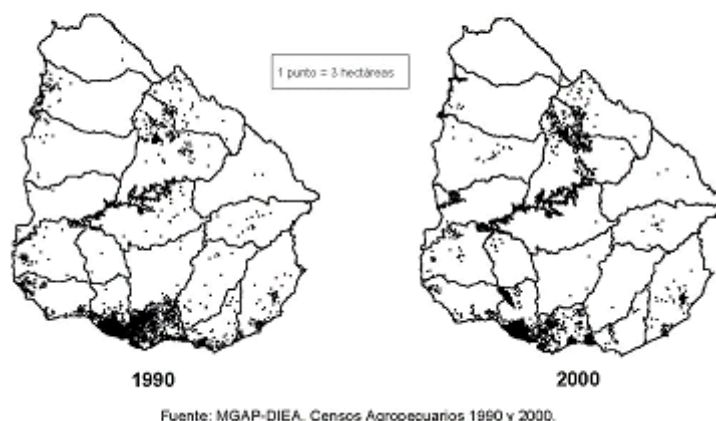 1 punto = 3 hectáreas
1990
2000
Fuente: MGAP-DIEA. Censos Agropecuarios 1990 y 2000.